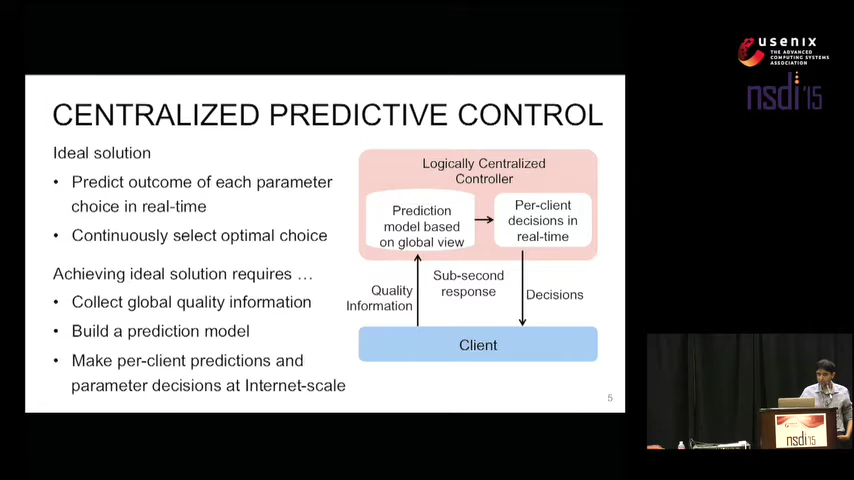 usenix
THE ADVANCED
COMPUTING SYSTEMS
ASSOCIATION
nsdi '15
CENTRALIZED PREDICTIVE CONTROL
Ideal solution
• Predict outcome of each parameter
choice in real-time
• Continuously select optimal choice
Achieving ideal solution requires …
• Collect global quality information
• Build a prediction model
• Make per-client predictions and
parameter decisions at Internet-scale
Logically Centralized
Controller
Prediction
model based
on global view
Per-client
decisions in
real-time
Quality
Information
Sub-second
response
Decisions
Client
5
nsdi '15